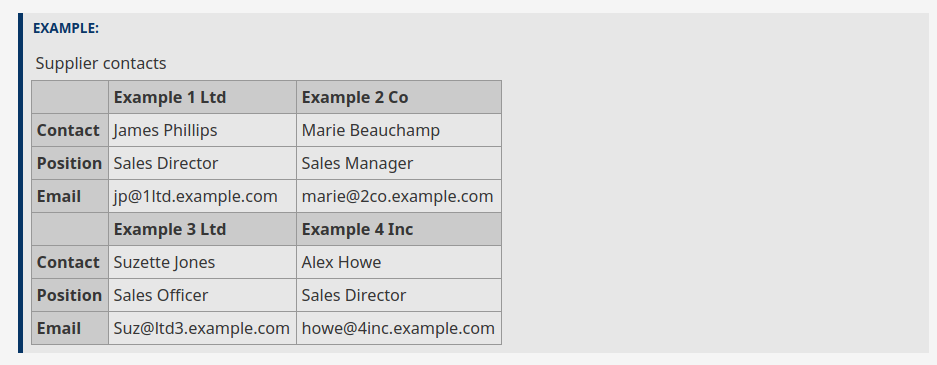 EXAMPLE:
Supplier contacts
Example 1 Ltd Example 2 Co
Contact James Phillips Marie Beauchamp
Position Sales Director Sales Manager
Email jp@1ltd.example.com marie@2co.example.com
Example 3 Ltd Example 4 Inc
Contact Suzette Jones Alex Howe
Position Sales Officer Sales Director
Email Suz@ltd3.example.com howe@4inc.example.com